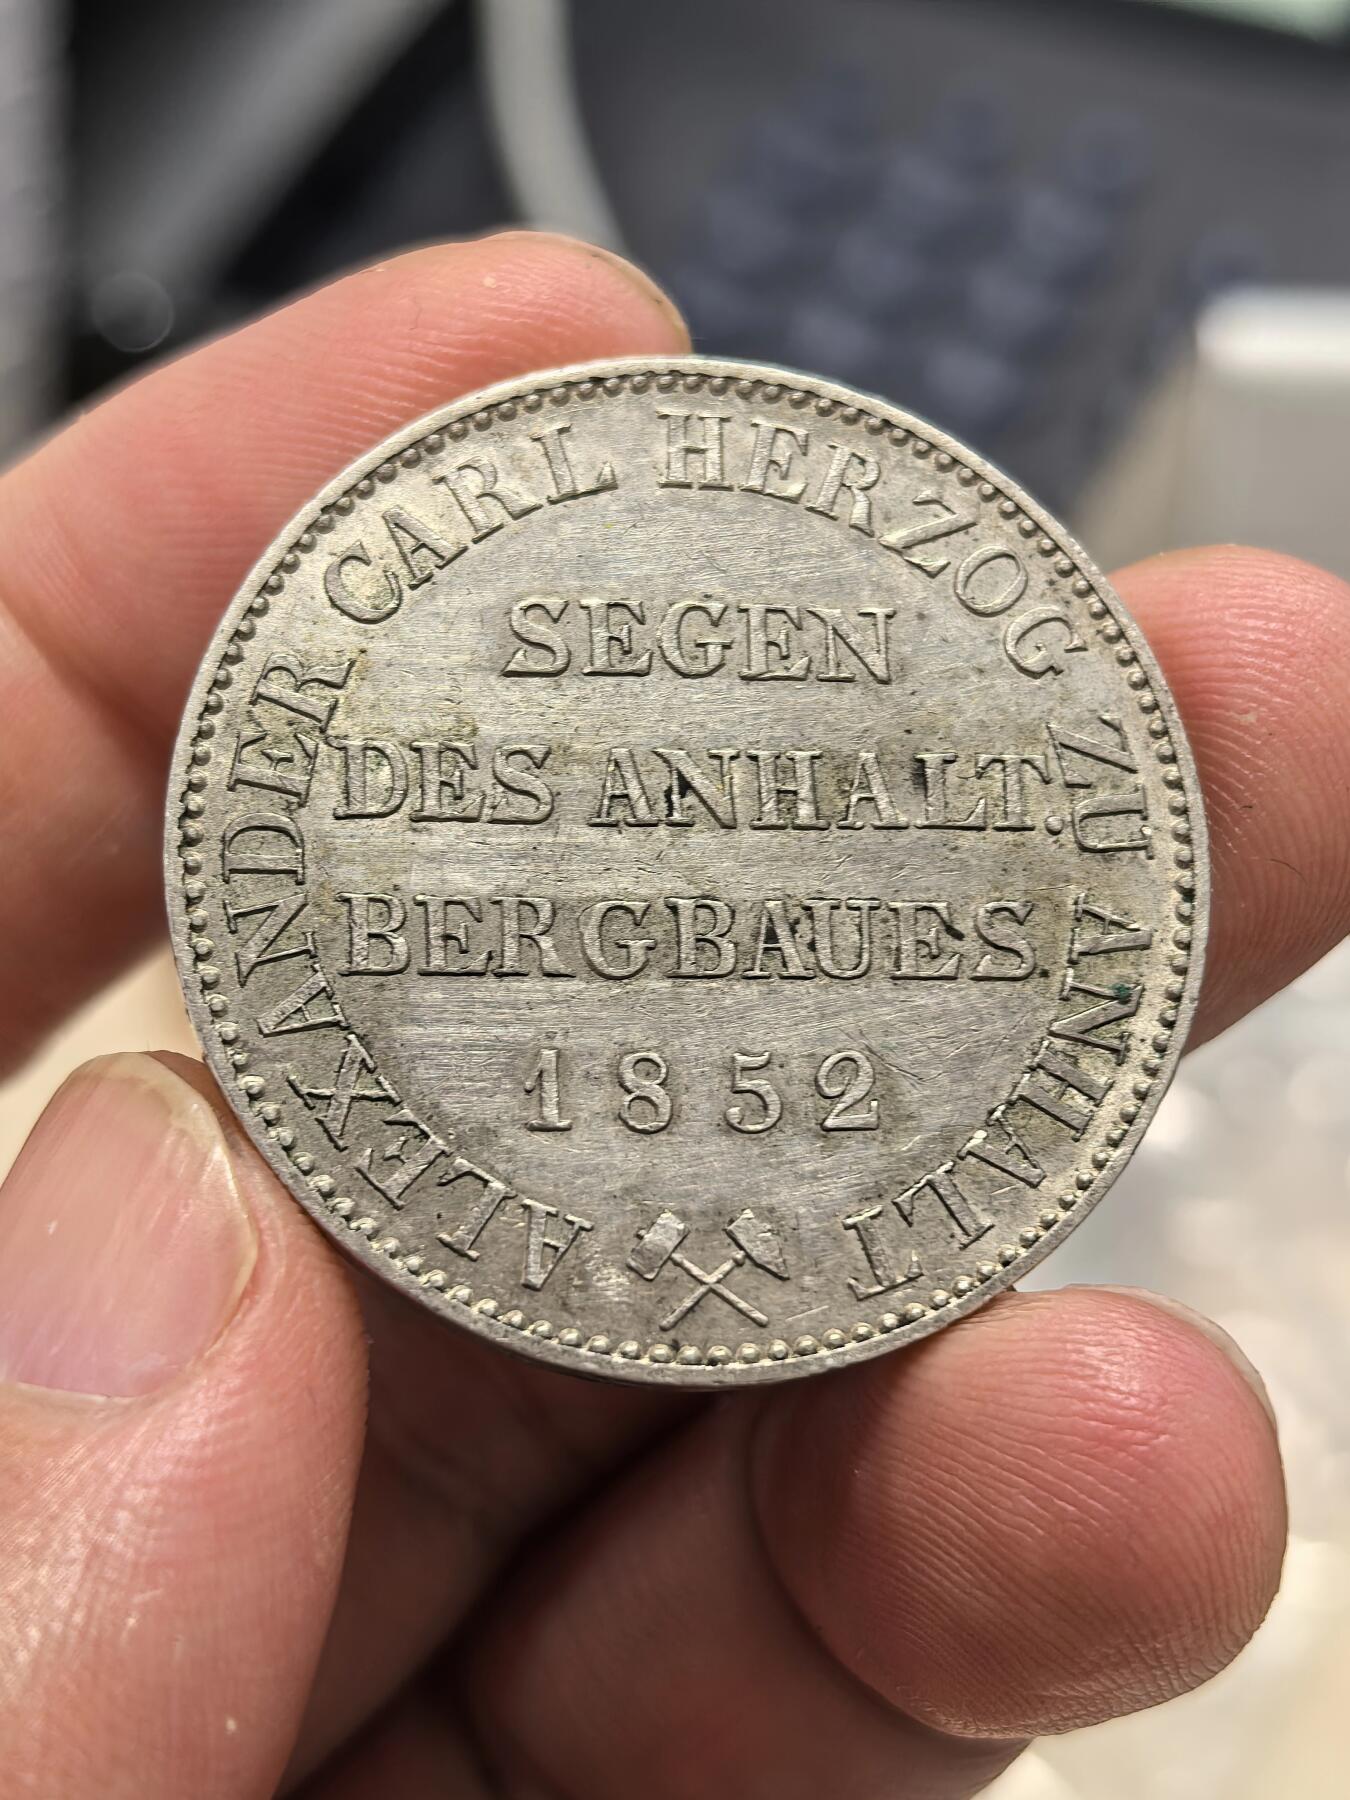 ALEXANDER CARL HERZOG ZU ANHALT
SEGEN
DES ANHALT.
BERGBAUES
1852